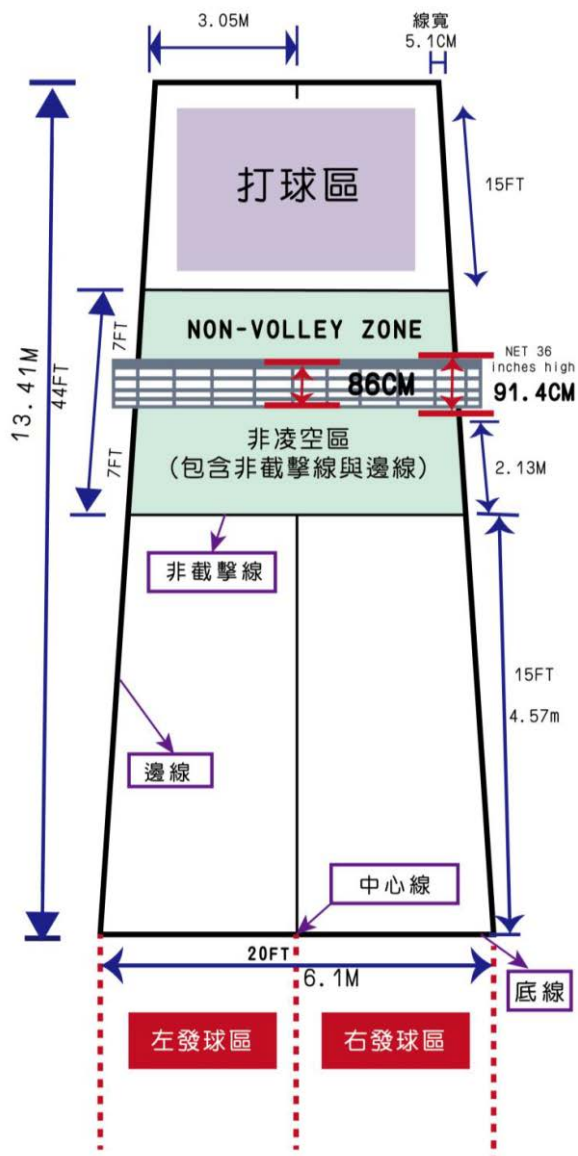 3.05M
線寬
5.1CM
打球區
15FT
13.41M
44FT
7FT
NON-VOLLEY ZONE
NET 36
inches high
86CM
91.4CM
7FT
非凌空區
(包含非截擊線與邊線)
2.13M
非截擊線
15FT
4.57m
邊線
中心線
20FT
6.1M
底線
左發球區
右發球區